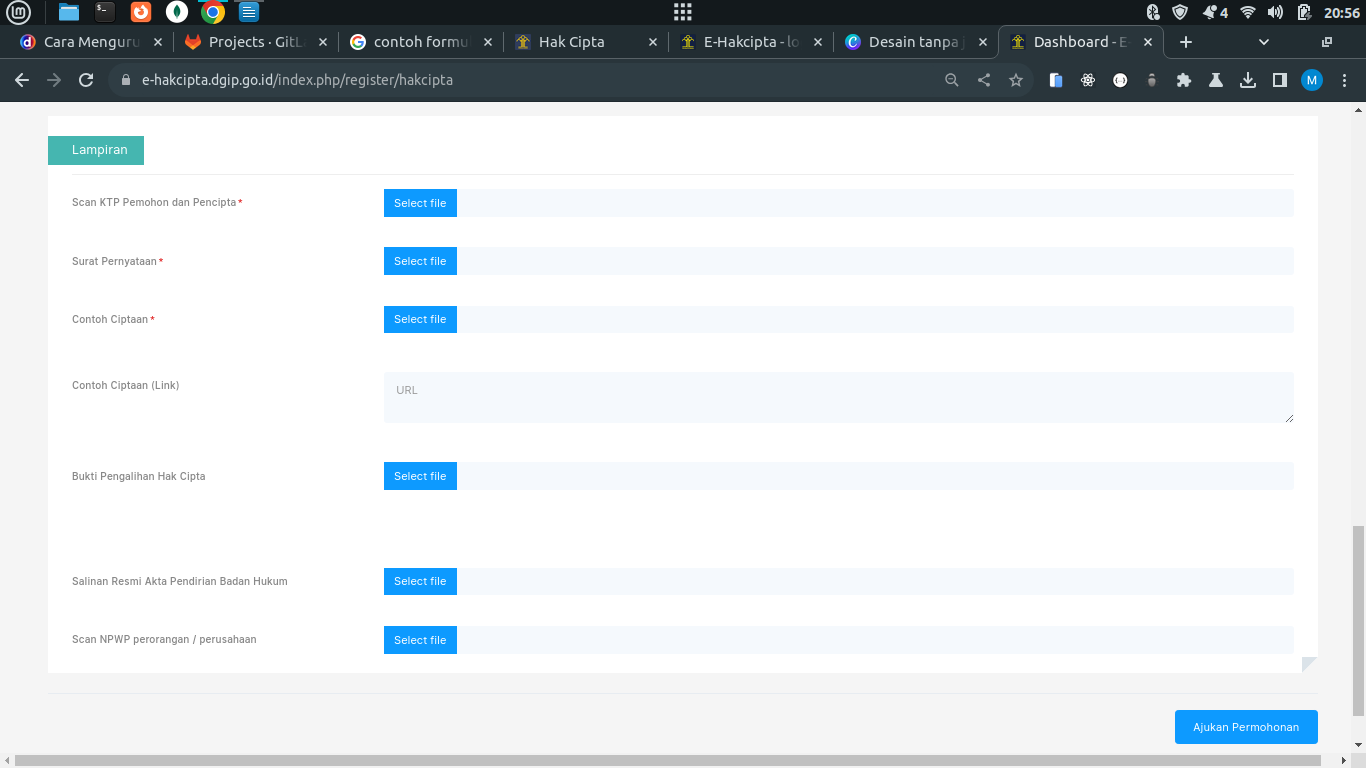 4
20:56
Cara Menguru
Projects · GitL
contoh formu
Hak Cipta
E-Hakcipta - lo
Desain tanpa j
Dashboard - E
e-hakcipta.dgip.go.id/index.php/register/hakcipta
M
Lampiran
Scan KTP Pemohon dan Pencipta*
Select file
Surat Pernyataan*
Select file
Contoh Ciptaan*
Select file
Contoh Ciptaan (Link)
URL
Bukti Pengalihan Hak Cipta
Select file
Salinan Resmi Akta Pendirian Badan Hukum
Select file
Scan NPWP perorangan / perusahaan
Select file
Ajukan Permohonan